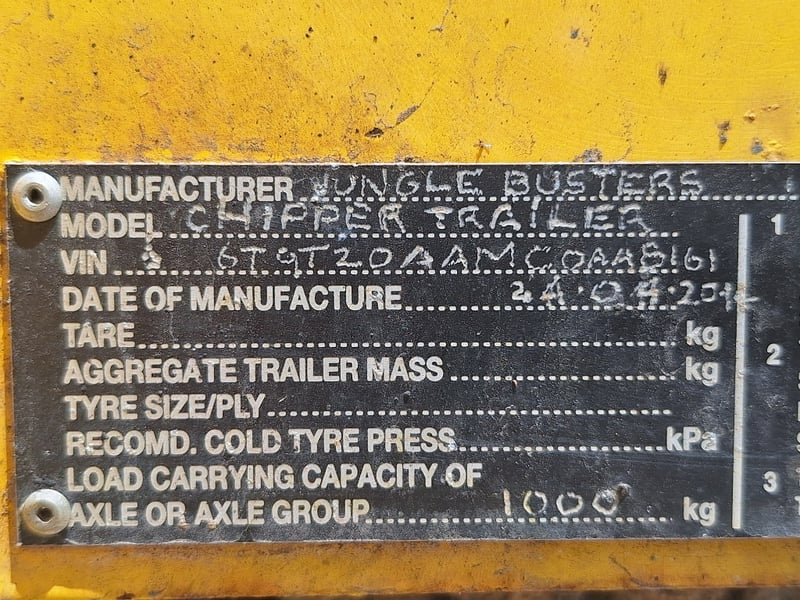 MANUFACTURER JUNGLE BUSTERS
MODEL CHIPPER TRAILER
VIN 6T9T20AAMC0AAB161
DATE OF MANUFACTURE
TARE kg
AGGREGATE TRAILER MASS kg
TYRE SIZE/PLY
RECOMD. COLD TYRE PRESS kPa
LOAD CARRYING CAPACITY OF
AXLE OR AXLE GROUP 1000 kg
1
2
3